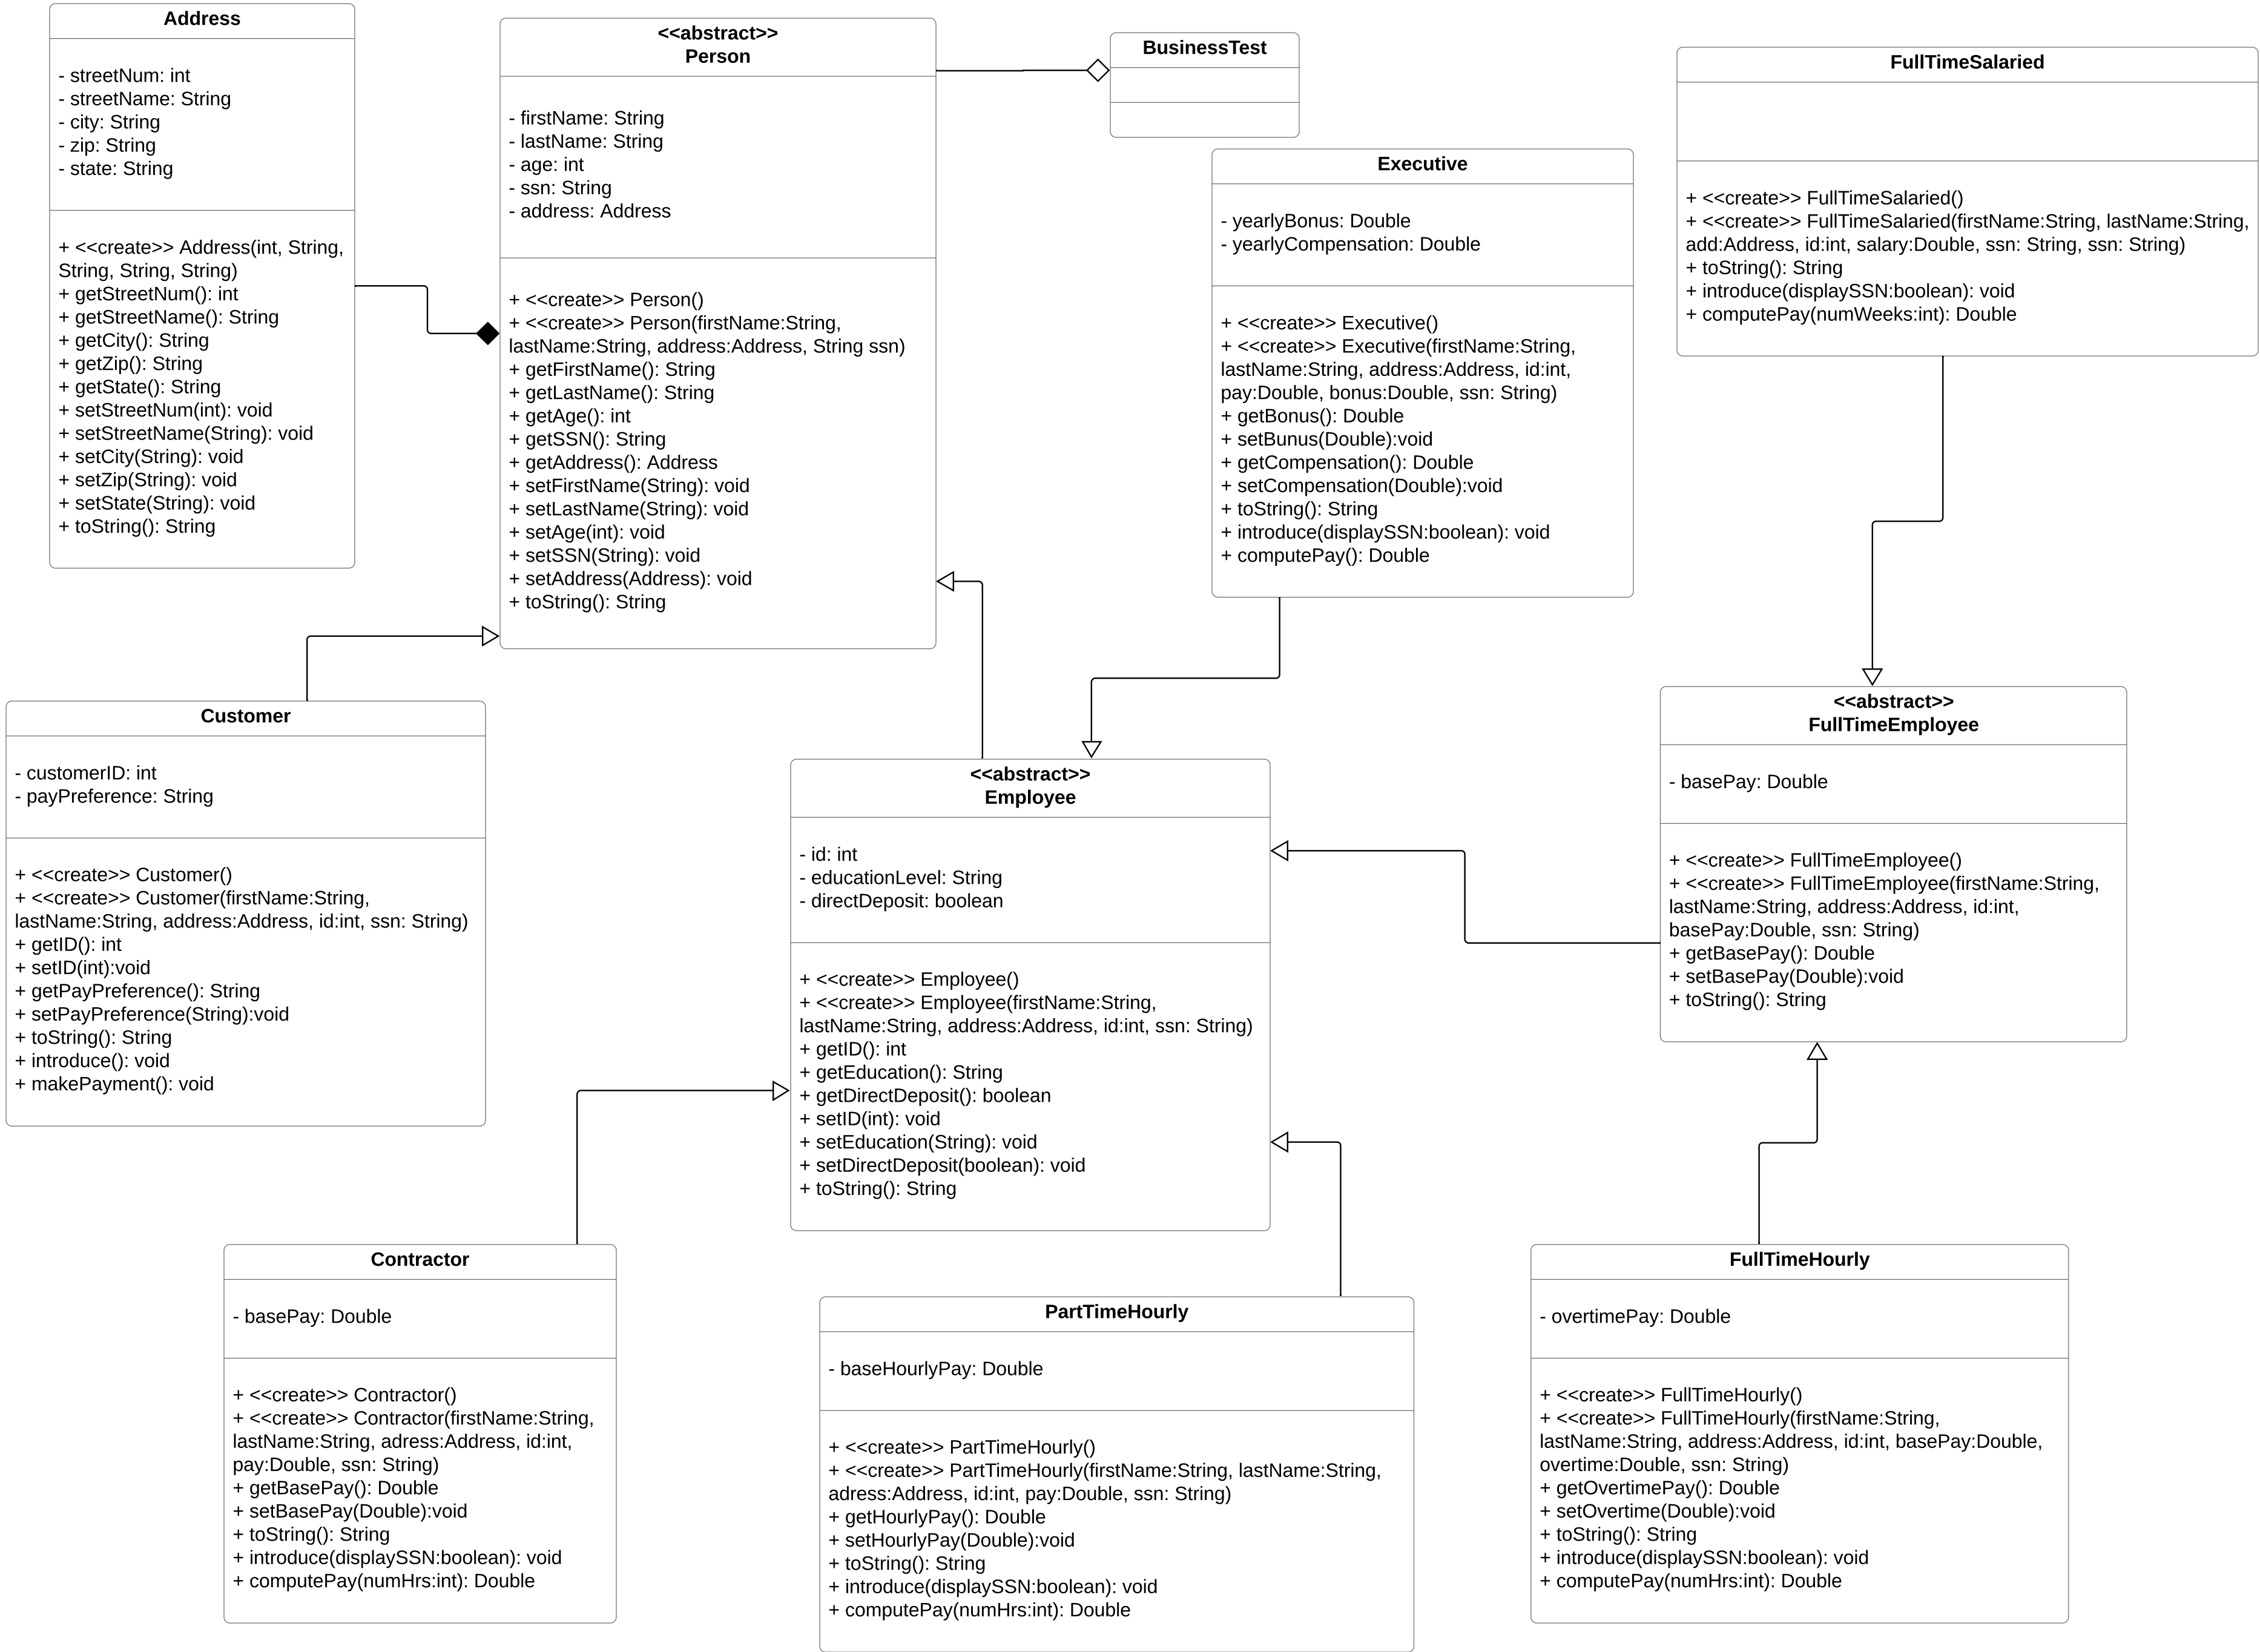 Address
- streetNum: int
- streetName: String
- city: String
- zip: String
- state: String
+ <<create>> Address(int, String,
String, String, String)
+ getStreetNum(): int
+ getStreetName(): String
+ getCity(): String
+ getZip(): String
+ getState(): String
+ setStreetNum(int): void
+ setStreetName(String): void
+ setCity(String): void
+ setZip(String): void
+ setState(String): void
+ toString(): String
<<abstract>>
Person
- firstName: String
- lastName: String
- age: int
- ssn: String
- address: Address
+ <<create>> Person()
+ <<create>> Person(firstName:String,
lastName:String, address:Address, String ssn)
+ getFirstName(): String
+ getLastName(): String
+ getAge(): int
+ getSSN(): String
+ getAddress(): Address
+ setFirstName(String): void
+ setLastName(String): void
+ setAge(int): void
+ setSSN(String): void
+ setAddress(Address): void
+ toString(): String
BusinessTest
Executive
- yearlyBonus: Double
- yearlyCompensation: Double
+ <<create>> Executive()
+ <<create>> Executive(firstName:String,
lastName:String, address:Address, id:int,
pay:Double, bonus:Double, ssn: String)
+ getBonus(): Double
+ setBunus(Double):void
+ getCompensation(): Double
+ setCompensation(Double):void
+ toString(): String
+ introduce(displaySSN:boolean): void
+ computePay(): Double
FullTimeSalaried
+ <<create>> FullTimeSalaried()
+ <<create>> FullTimeSalaried(firstName:String, lastName:String,
add:Address, id:int, salary:Double, ssn: String, ssn: String)
+ toString(): String
+ introduce(displaySSN:boolean): void
+ computePay(numWeeks:int): Double
Customer
- customerID: int
- payPreference: String
+ <<create>> Customer()
+ <<create>> Customer(firstName:String,
lastName:String, address:Address, id:int, ssn: String)
+ getID(): int
+ setID(int):void
+ getPayPreference(): String
+ setPayPreference(String):void
+ toString(): String
+ introduce(): void
+ makePayment(): void
<<abstract>>
Employee
- id: int
- educationLevel: String
- directDeposit: boolean
+ <<create>> Employee()
+ <<create>> Employee(firstName:String,
lastName:String, address:Address, id:int, ssn: String)
+ getID(): int
+ getEducation(): String
+ getDirectDeposit(): boolean
+ setID(int): void
+ setEducation(String): void
+ setDirectDeposit(boolean): void
+ toString(): String
<<abstract>>
FullTimeEmployee
- basePay: Double
+ <<create>> FullTimeEmployee()
+ <<create>> FullTimeEmployee(firstName:String,
lastName:String, address:Address, id:int,
basePay:Double, ssn: String)
+ getBasePay(): Double
+ setBasePay(Double):void
+ toString(): String
Contractor
- basePay: Double
+ <<create>> Contractor()
+ <<create>> Contractor(firstName:String,
lastName:String, adress:Address, id:int,
pay:Double, ssn: String)
+ getBasePay(): Double
+ setBasePay(Double):void
+ toString(): String
+ introduce(displaySSN:boolean): void
+ computePay(numHrs:int): Double
PartTimeHourly
- baseHourlyPay: Double
+ <<create>> PartTimeHourly()
+ <<create>> PartTimeHourly(firstName:String, lastName:String,
adress:Address, id:int, pay:Double, ssn: String)
+ getHourlyPay(): Double
+ setHourlyPay(Double):void
+ toString(): String
+ introduce(displaySSN:boolean): void
+ computePay(numHrs:int): Double
FullTimeHourly
- overtimePay: Double
+ <<create>> FullTimeHourly()
+ <<create>> FullTimeHourly(firstName:String,
lastName:String, address:Address, id:int, basePay:Double,
overtime:Double, ssn: String)
+ getOvertimePay(): Double
+ setOvertime(Double):void
+ toString(): String
+ introduce(displaySSN:boolean): void
+ computePay(numHrs:int): Double